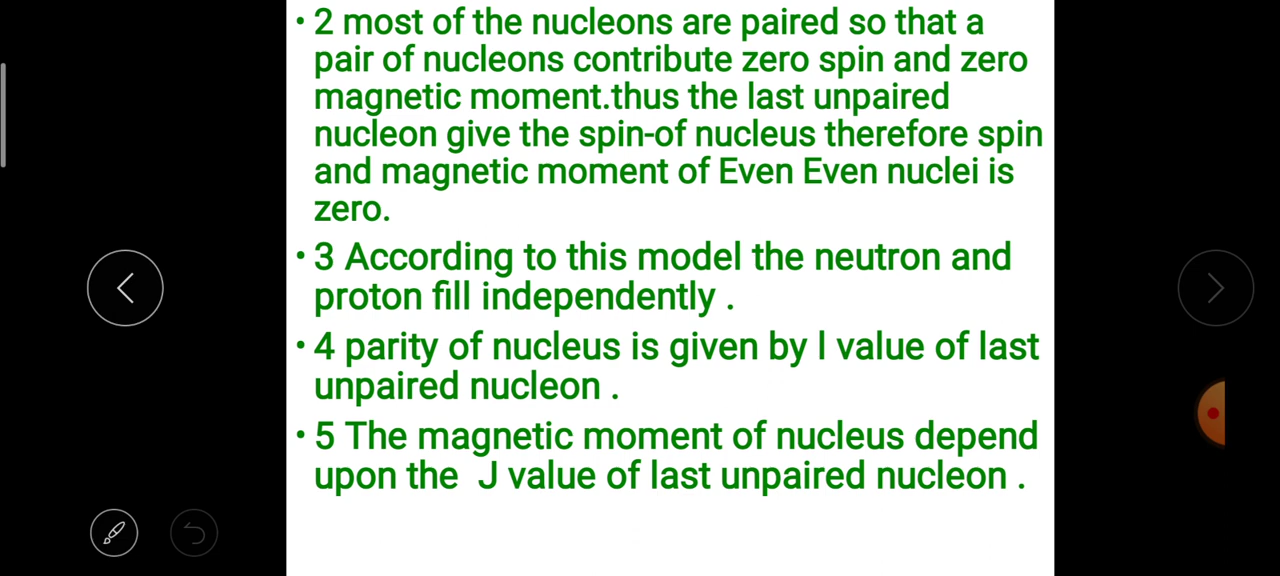 • 2 most of the nucleons are paired so that a
pair of nucleons contribute zero spin and zero
magnetic moment.thus the last unpaired
nucleon give the spin-of nucleus therefore spin
and magnetic moment of Even Even nuclei is
zero.
• 3 According to this model the neutron and
proton fill independently .
• 4 parity of nucleus is given by l value of last
unpaired nucleon .
• 5 The magnetic moment of nucleus depend
upon the  J value of last unpaired nucleon .